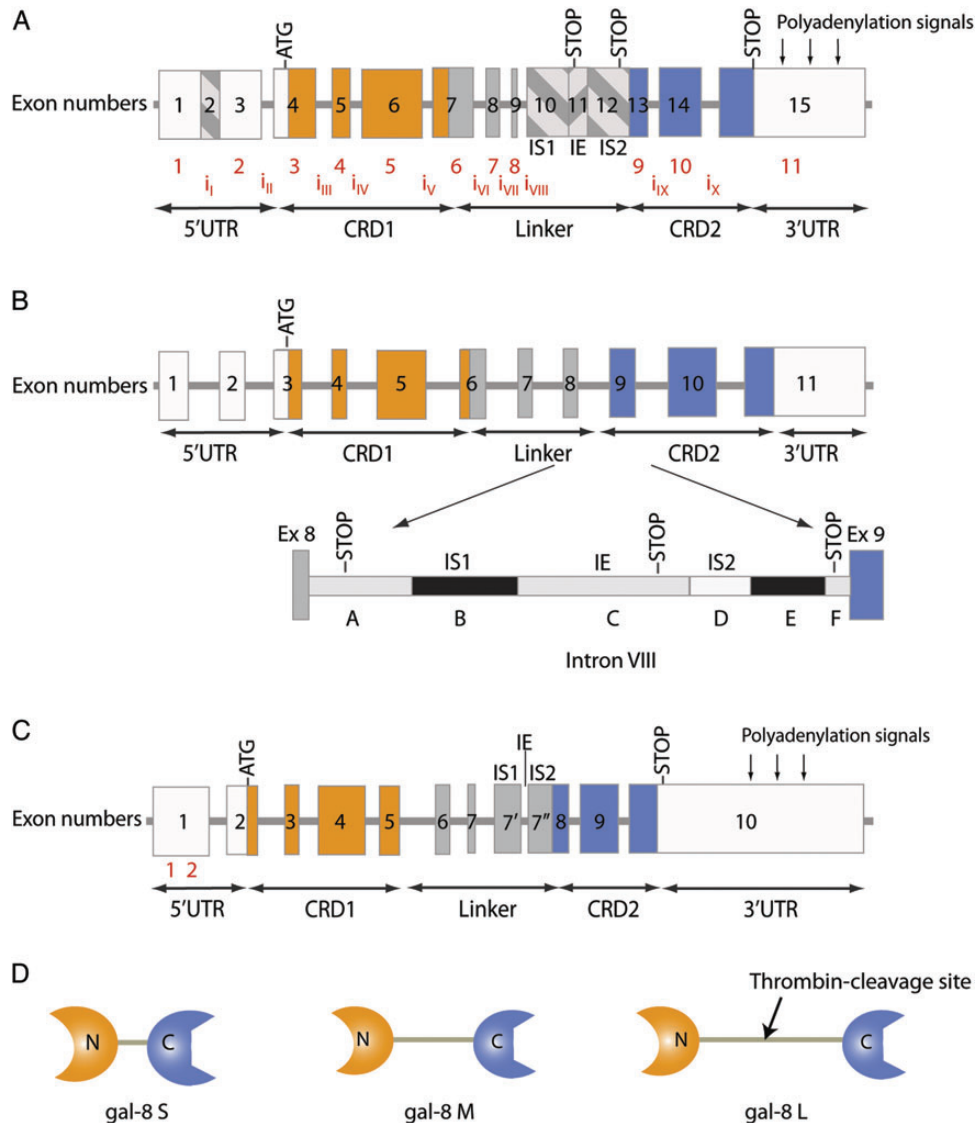 A
ATG
STOP
STOP
STOP
Polyadenylation signals
Exon numbers
1 2 3 4 5 6 7 8 9 10 11 12 13 14 15
IS1 IE IS2
1 2 3 4 5 6 7 8 9 10 11
iI iII iIII iIV iV iVI iVII iVIII iIX iX
5'UTR CRD1 Linker CRD2 3'UTR
B
ATG
Exon numbers
1 2 3 4 5 6 7 8 9 10 11
5'UTR CRD1 Linker CRD2 3'UTR
Ex 8 STOP IS1 IE STOP IS2 STOP Ex 9
A B C D E F
Intron VIII
C
ATG
IE
STOP
Polyadenylation signals
IS1 IS2
Exon numbers
1 2 3 4 5 6 7 7' 7" 8 9 10
1 2
5'UTR CRD1 Linker CRD2 3'UTR
D
Thrombin-cleavage site
N C N C N C
gal-8 S gal-8 M gal-8 L